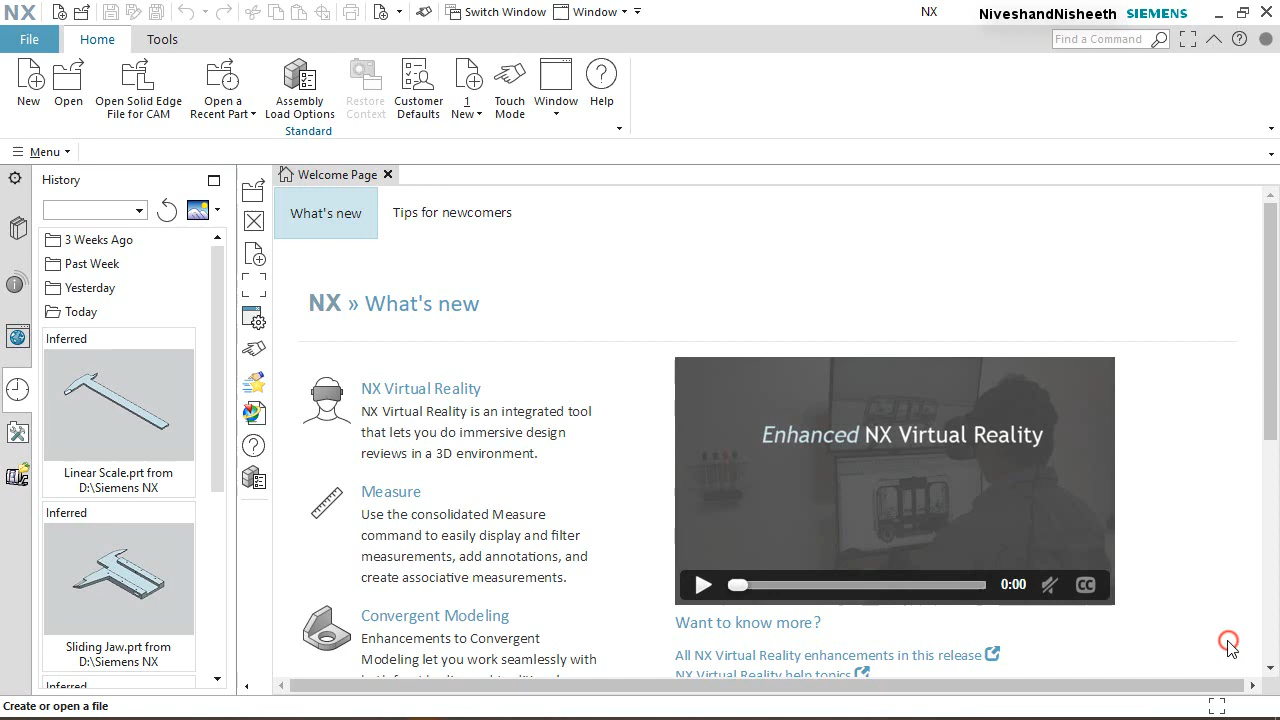 NX
Switch Window
Window
NX
NiveshandNisheeth SIEMENS
File
Home
Tools
Find a Command
New
Open
Open Solid Edge
File for CAM
Open a
Recent Part
Assembly
Load Options
Restore
Context
Customer
Defaults
1
New
Touch
Mode
Window
Help
Standard
Menu
History
Welcome Page
What's new
Tips for newcomers
3 Weeks Ago
Past Week
Yesterday
Today
Inferred
Linear Scale.prt from
D:\Siemens NX
Inferred
Sliding Jaw.prt from
D:\Siemens NX
Inferred
NX » What's new
NX Virtual Reality
NX Virtual Reality is an integrated tool
that lets you do immersive design
reviews in a 3D environment.
Measure
Use the consolidated Measure
command to easily display and filter
measurements, add annotations, and
create associative measurements.
Convergent Modeling
Enhancements to Convergent
Modeling let you work seamlessly with
Enhanced NX Virtual Reality
0:00
CC
Want to know more?
All NX Virtual Reality enhancements in this release
NX Virtual Reality help topics
Create or open a file